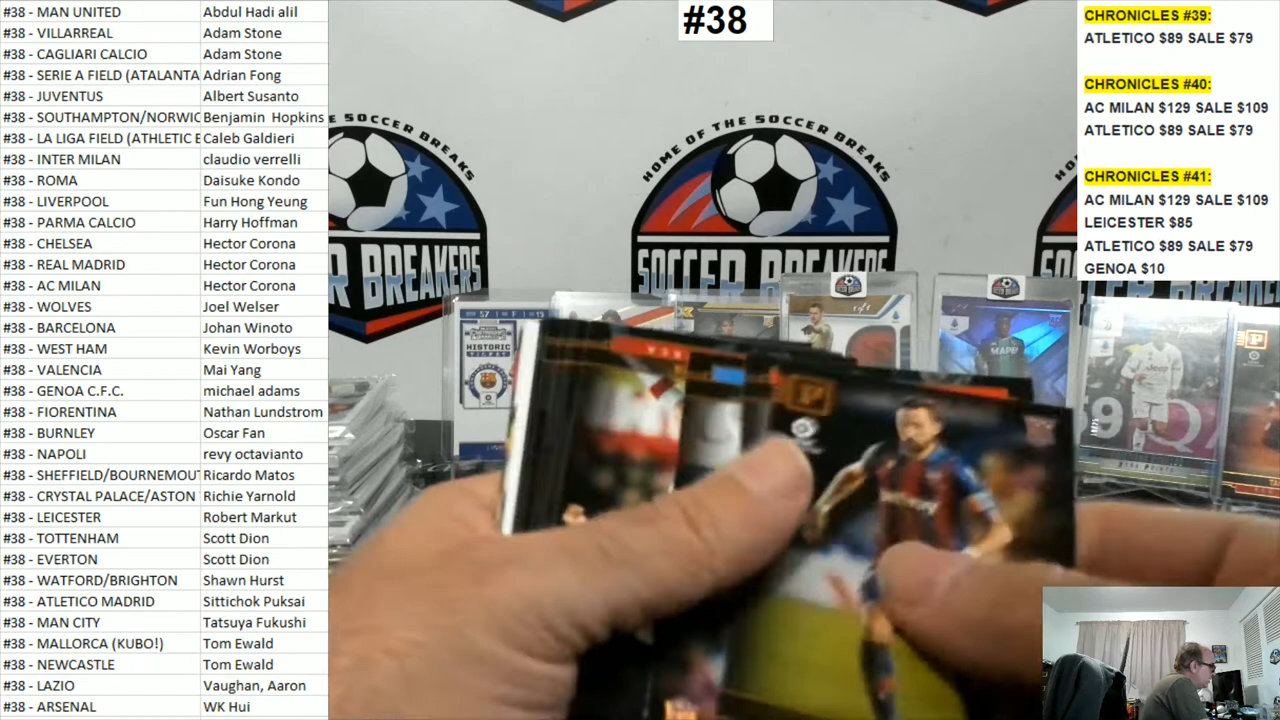 #38 - MAN UNITED Abdul Hadi alil
#38 - VILLARREAL Adam Stone
#38 - CAGLIARI CALCIO Adam Stone
#38 - SERIE A FIELD (ATALANTA Adrian Fong
#38 - JUVENTUS Albert Susanto
#38 - SOUTHAMPTON/NORWIC Benjamin Hopkins
#38 - LA LIGA FIELD (ATHLETIC E Caleb Galdieri
#38 - INTER MILAN claudio verrelli
#38 - ROMA Daisuke Kondo
#38 - LIVERPOOL Fun Hong Yeung
#38 - PARMA CALCIO Harry Hoffman
#38 - CHELSEA Hector Corona
#38 - REAL MADRID Hector Corona
#38 - AC MILAN Hector Corona
#38 - WOLVES Joel Welser
#38 - BARCELONA Johan Winoto
#38 - WEST HAM Kevin Worboys
#38 - VALENCIA Mai Yang
#38 - GENOA C.F.C. michael adams
#38 - FIORENTINA Nathan Lundstrom
#38 - BURNLEY Oscar Fan
#38 - NAPOLI revy octavianto
#38 - SHEFFIELD/BOURNEMOUT Ricardo Matos
#38 - CRYSTAL PALACE/ASTON Richie Yarnold
#38 - LEICESTER Robert Markut
#38 - TOTTENHAM Scott Dion
#38 - EVERTON Scott Dion
#38 - WATFORD/BRIGHTON Shawn Hurst
#38 - ATLETICO MADRID Sittichok Puksai
#38 - MAN CITY Tatsuya Fukushi
#38 - MALLORCA (KUBO!) Tom Ewald
#38 - NEWCASTLE Tom Ewald
#38 - LAZIO Vaughan, Aaron
#38 - ARSENAL WK Hui
#38
E SOCCER BREAKS
R BREAKERS
HOME OF THE SOCCER BREAKS
SOCCER BREAKERS
HISTORIC
TICKET
MAPEI
CHRONICLES #39:
ATLETICO $89 SALE $79
CHRONICLES #40:
AC MILAN $129 SALE $109
ATLETICO $89 SALE $79
CHRONICLES #41:
AC MILAN $129 SALE $109
LEICESTER $85
ATLETICO $89 SALE $79
GENOA $10